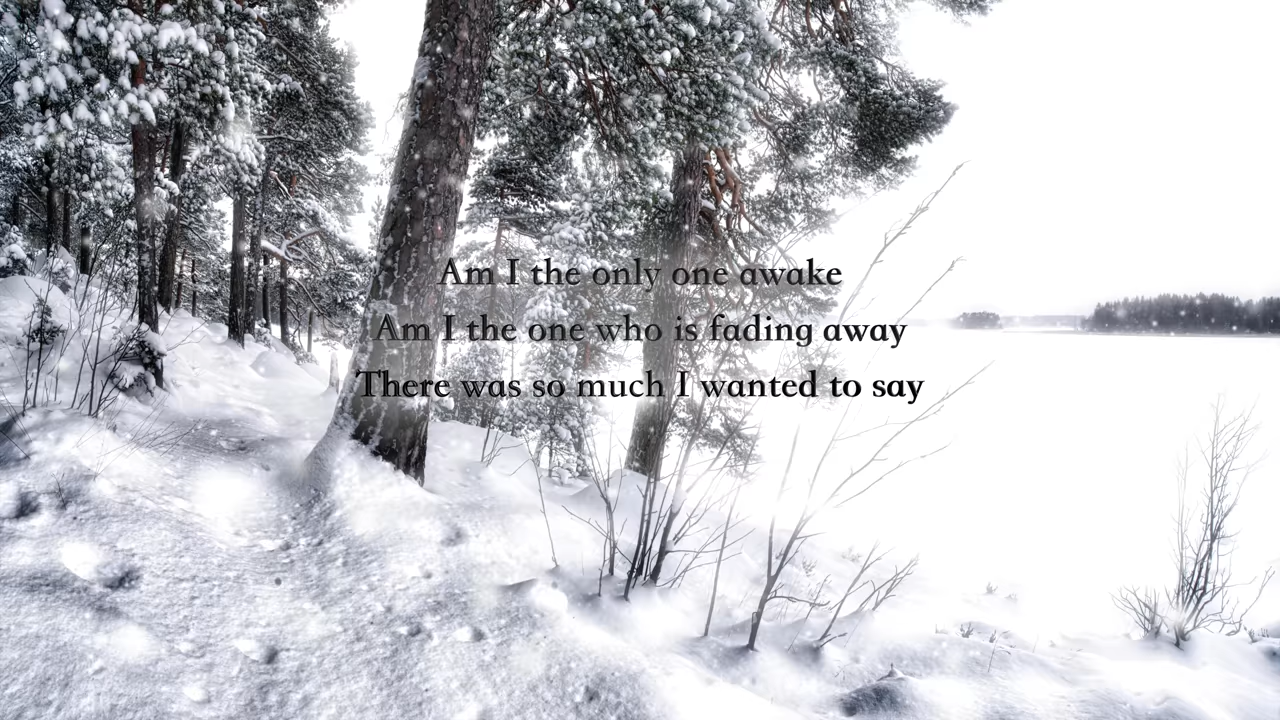 Am I the only one awake
Am I the one who is fading away
There was so much I wanted to say